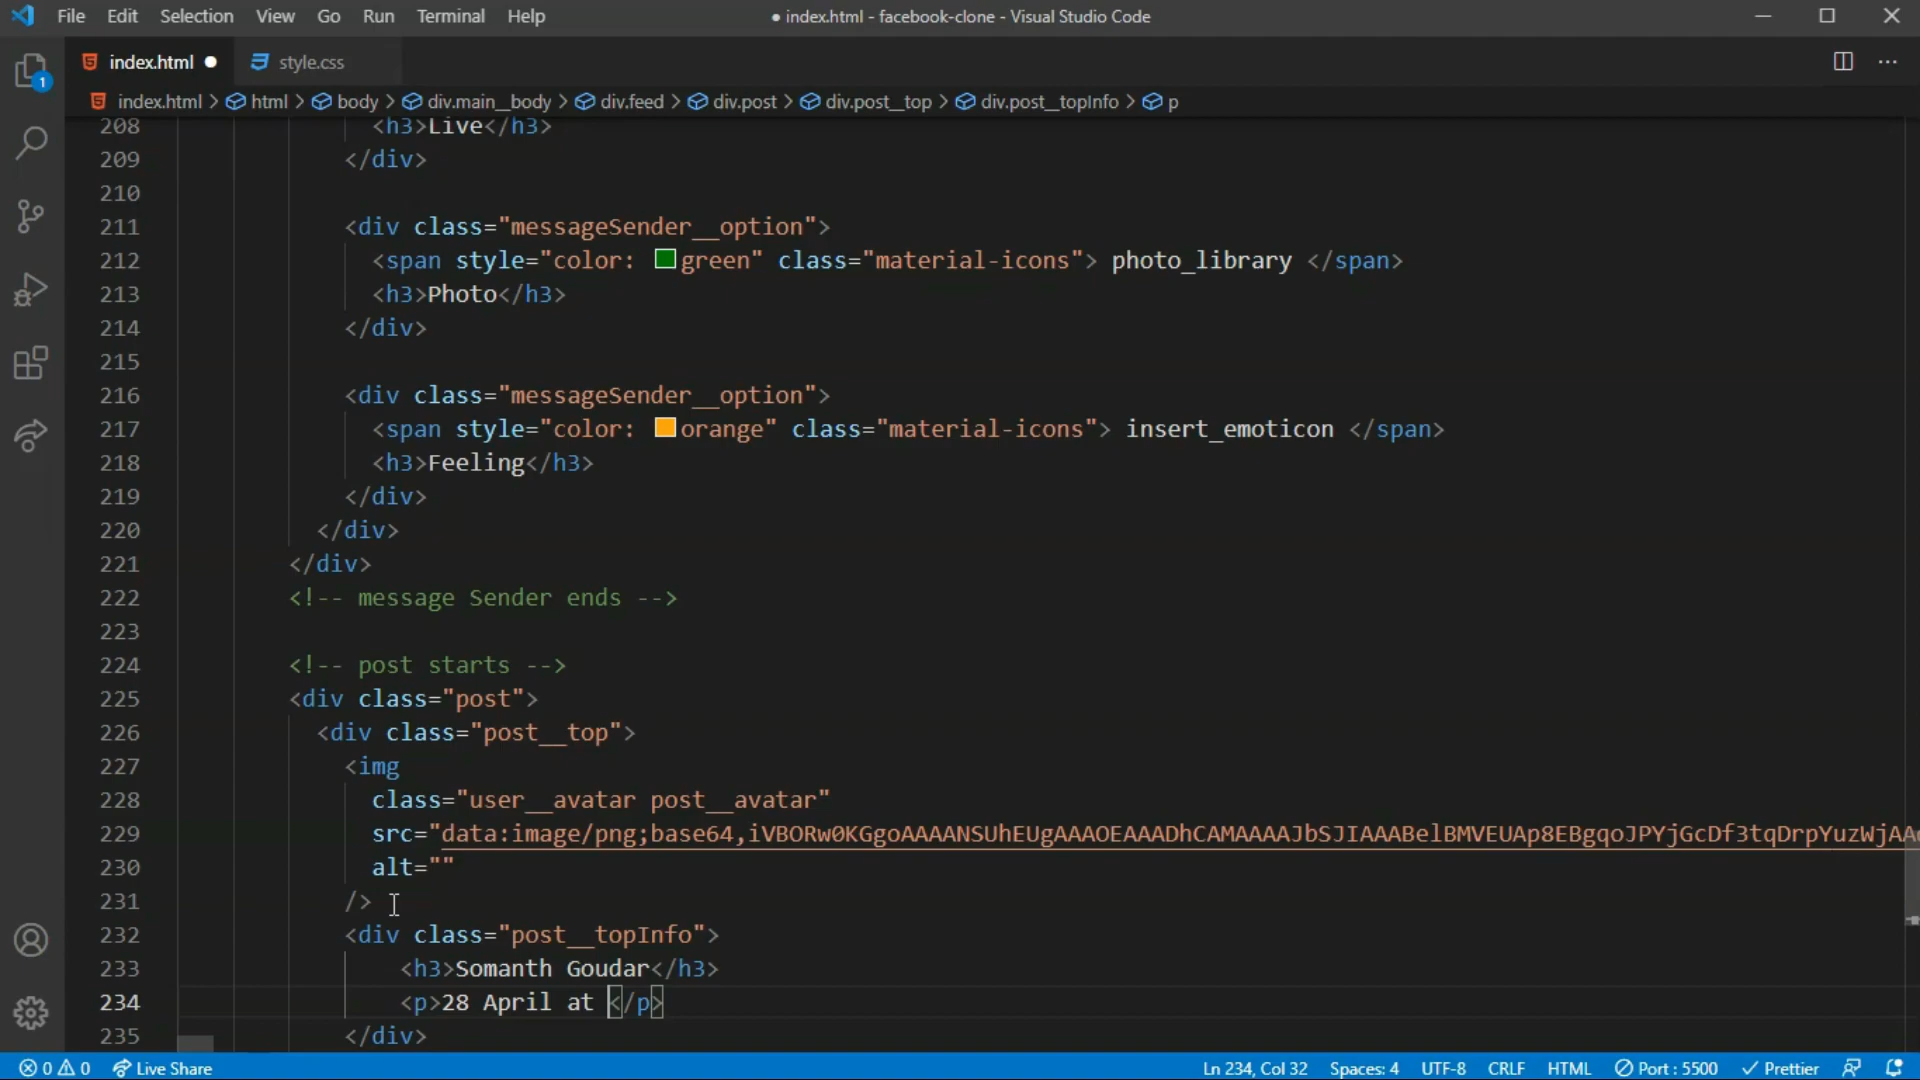 File Edit Selection View Go Run Terminal Help
● index.html - facebook-clone - Visual Studio Code
index.html ● style.css
index.html > html > body > div.main__body > div.feed > div.post > div.post__top > div.post__topInfo > p
1
208 <h3>Live</h3>
209 </div>
210
211 <div class="messageSender__option">
212 <span style="color: green" class="material-icons"> photo_library </span>
213 <h3>Photo</h3>
214 </div>
215
216 <div class="messageSender__option">
217 <span style="color: orange" class="material-icons"> insert_emoticon </span>
218 <h3>Feeling</h3>
219 </div>
220 </div>
221 </div>
222 <!-- message Sender ends -->
223
224 <!-- post starts -->
225 <div class="post">
226 <div class="post__top">
227 <img
228 class="user__avatar post__avatar"
229 src="data:image/png;base64,iVBORw0KGgoAAAANSUhEUgAAAOEAAADhCAMAAAAJbSJIAAABelBMVEUAp8EBgqoJPYjGcDf3tqDrpYuzWjAA
230 alt=""
231 />
232 <div class="post__topInfo">
233 <h3>Somanth Goudar</h3>
234 <p>28 April at </p>
235 </div>
0 0 Live Share Ln 234, Col 32 Spaces: 4 UTF-8 CRLF HTML Port : 5500 Prettier